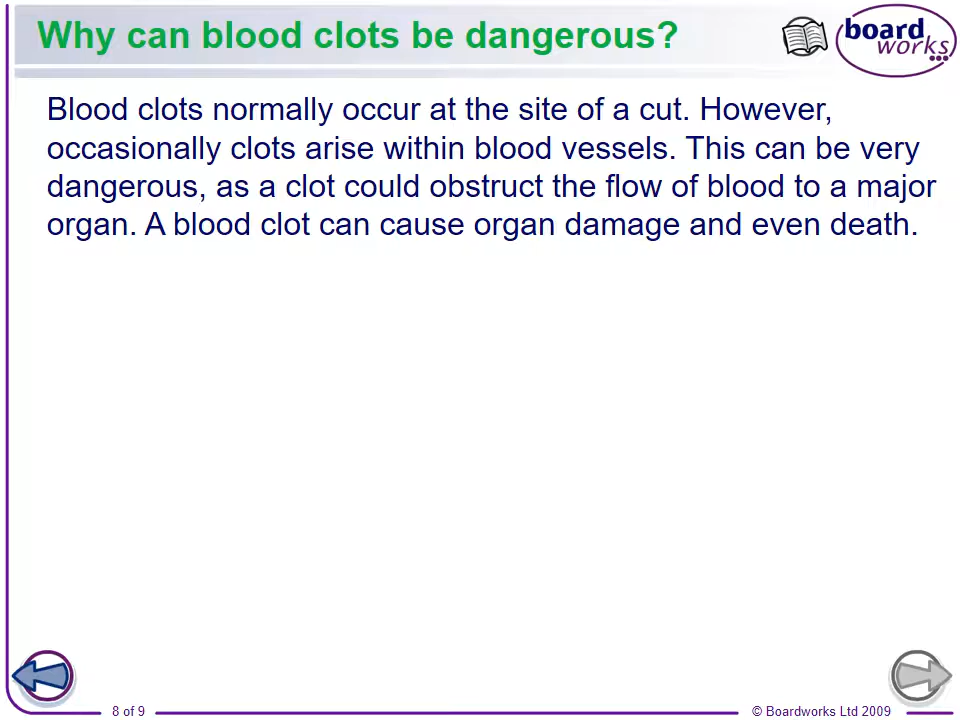 Why can blood clots be dangerous?
board
works
Blood clots normally occur at the site of a cut. However,
occasionally clots arise within blood vessels. This can be very
dangerous, as a clot could obstruct the flow of blood to a major
organ. A blood clot can cause organ damage and even death.
8 of 9
© Boardworks Ltd 2009